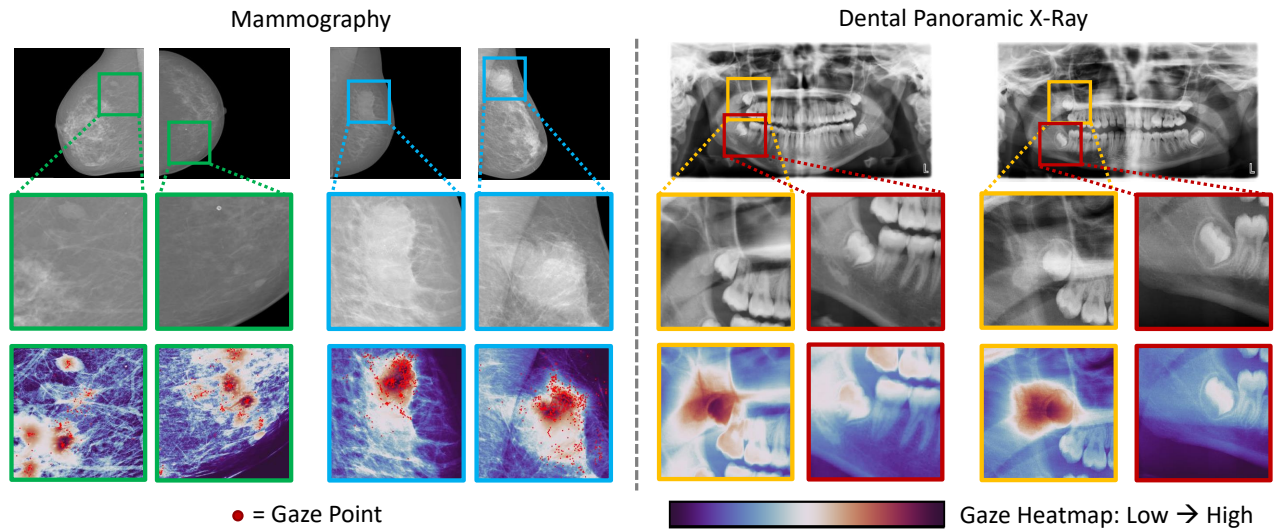 Mammography
Dental Panoramic X-Ray
L
L
= Gaze Point
Gaze Heatmap: Low → High